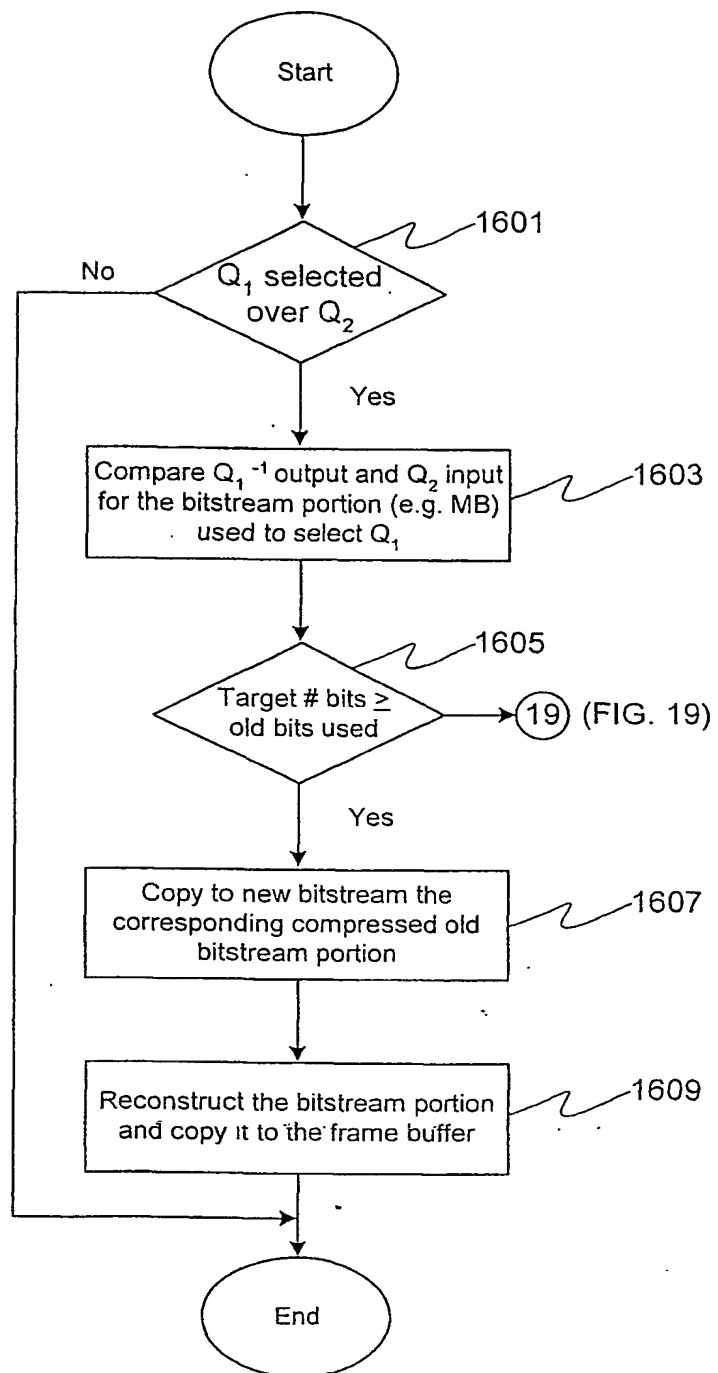 Start
1601
No
Q₁ selected
over Q₂
Yes
Compare Q₁⁻¹ output and Q₂ input
for the bitstream portion (e.g. MB)
used to select Q₁
1603
1605
Target # bits ≥
old bits used
19 (FIG. 19)
Yes
Copy to new bitstream the
corresponding compressed old
bitstream portion
1607
Reconstruct the bitstream portion
and copy it to the frame buffer
1609
End